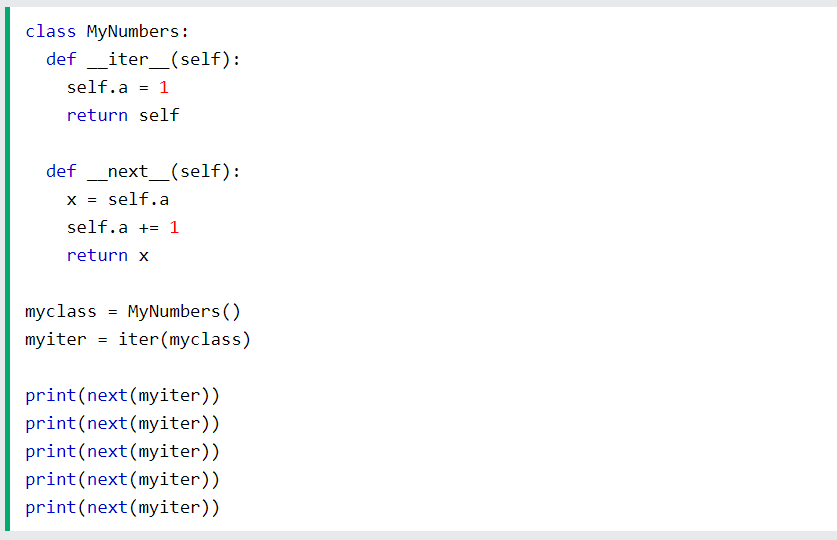 class MyNumbers:
  def __iter__(self):
    self.a = 1
    return self

  def __next__(self):
    x = self.a
    self.a += 1
    return x

myclass = MyNumbers()
myiter = iter(myclass)

print(next(myiter))
print(next(myiter))
print(next(myiter))
print(next(myiter))
print(next(myiter))